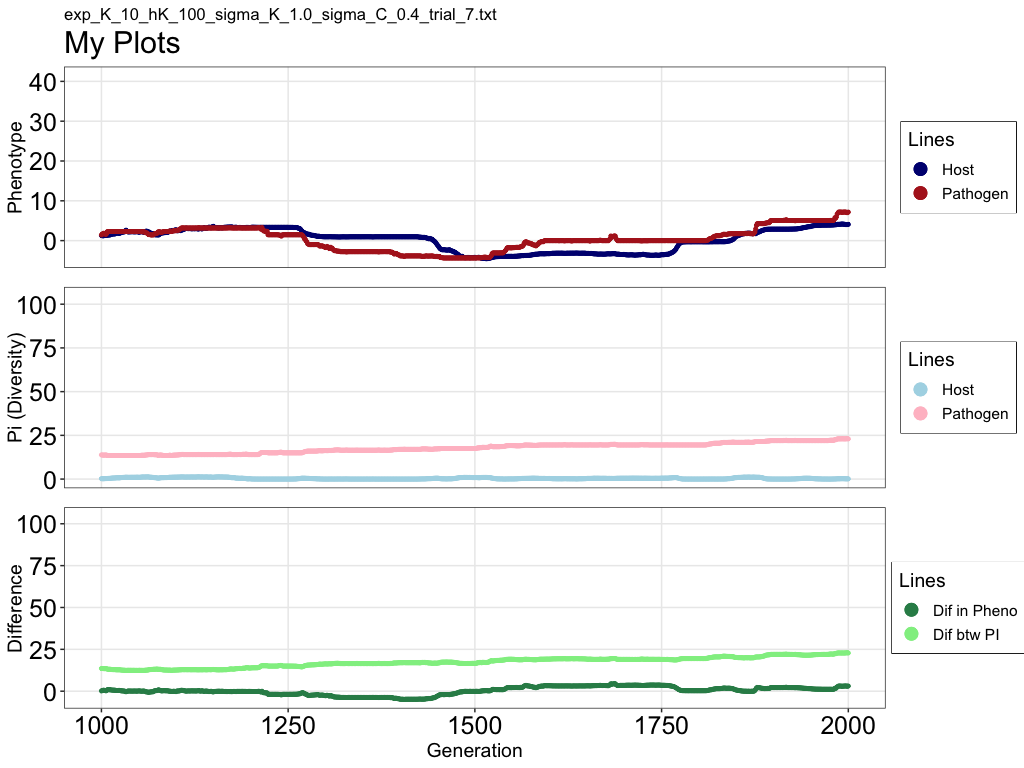 exp_K_10_hK_100_sigma_K_1.0_sigma_C_0.4_trial_7.txt
My Plots
Phenotype
40
30
20
10
0
Lines
Host
Pathogen
Pi (Diversity)
100
75
50
25
0
Lines
Host
Pathogen
Difference
100
75
50
25
0
Lines
Dif in Pheno
Dif btw PI
1000 1250 1500 1750 2000
Generation